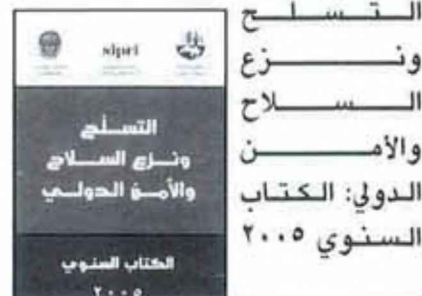 التسلح
ونزع
السلاح
والأمن
الدولي: الكتاب
السنوي ٢٠٠٥
sipri
التسلح
ونزع السلاح
والأمن الدولي
الكتاب السنوي
٢٠٠٥